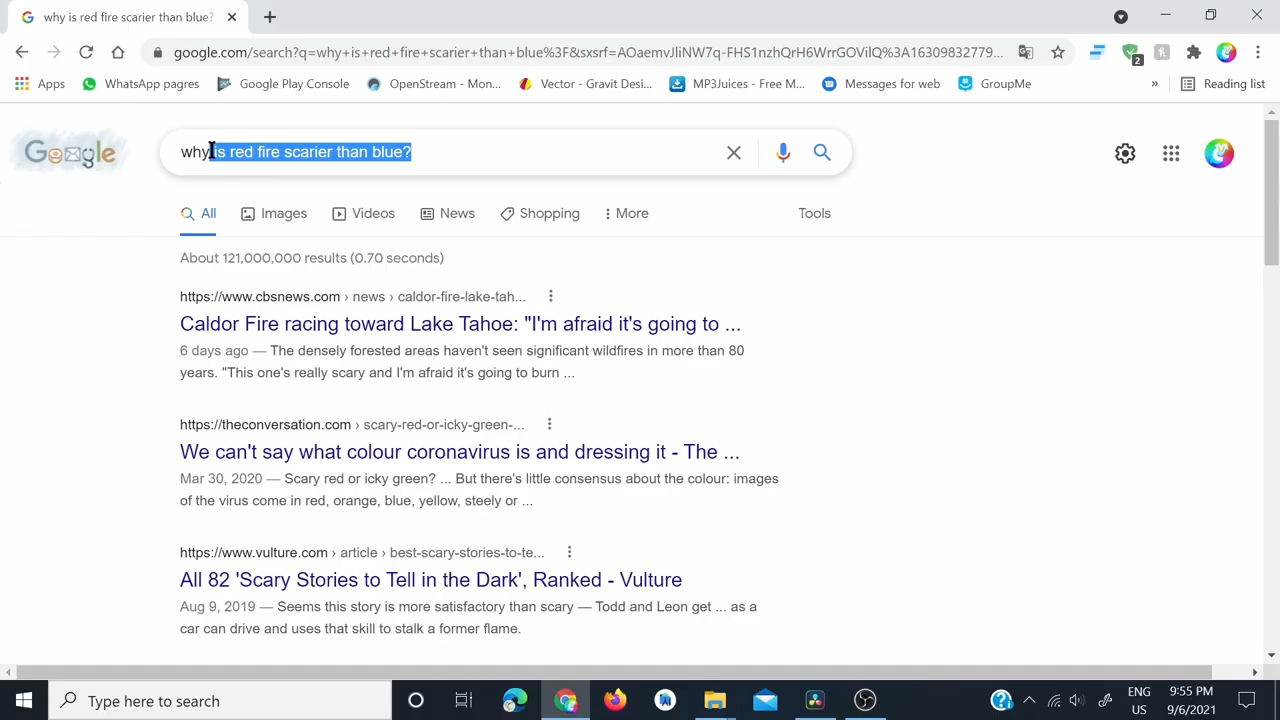 why is red fire scarier than blue?
google.com/search?q=why+is+red+fire+scarier+than+blue%3F&sxsrf=AOaemvJliNW7q-FHS1nzhQrH6WrrGOVilQ%3A16309832779...
2
Apps WhatsApp pages Google Play Console OpenStream - Mon... Vector - Gravit Desi... MP3Juices - Free M... Messages for web GroupMe » Reading list
Google why is red fire scarier than blue?
All Images Videos News Shopping More Tools
About 121,000,000 results (0.70 seconds)
https://www.cbsnews.com › news › caldor-fire-lake-tah...
Caldor Fire racing toward Lake Tahoe: "I'm afraid it's going to ...
6 days ago — The densely forested areas haven't seen significant wildfires in more than 80
years. "This one's really scary and I'm afraid it's going to burn ...
https://theconversation.com › scary-red-or-icky-green-...
We can't say what colour coronavirus is and dressing it - The ...
Mar 30, 2020 — Scary red or icky green? ... But there's little consensus about the colour: images
of the virus come in red, orange, blue, yellow, steely or ...
https://www.vulture.com › article › best-scary-stories-to-te...
All 82 'Scary Stories to Tell in the Dark', Ranked - Vulture
Aug 9, 2019 — Seems this story is more satisfactory than scary — Todd and Leon get ... as a
car can drive and uses that skill to stalk a former flame.
Type here to search
ENG
US
9:55 PM
9/6/2021